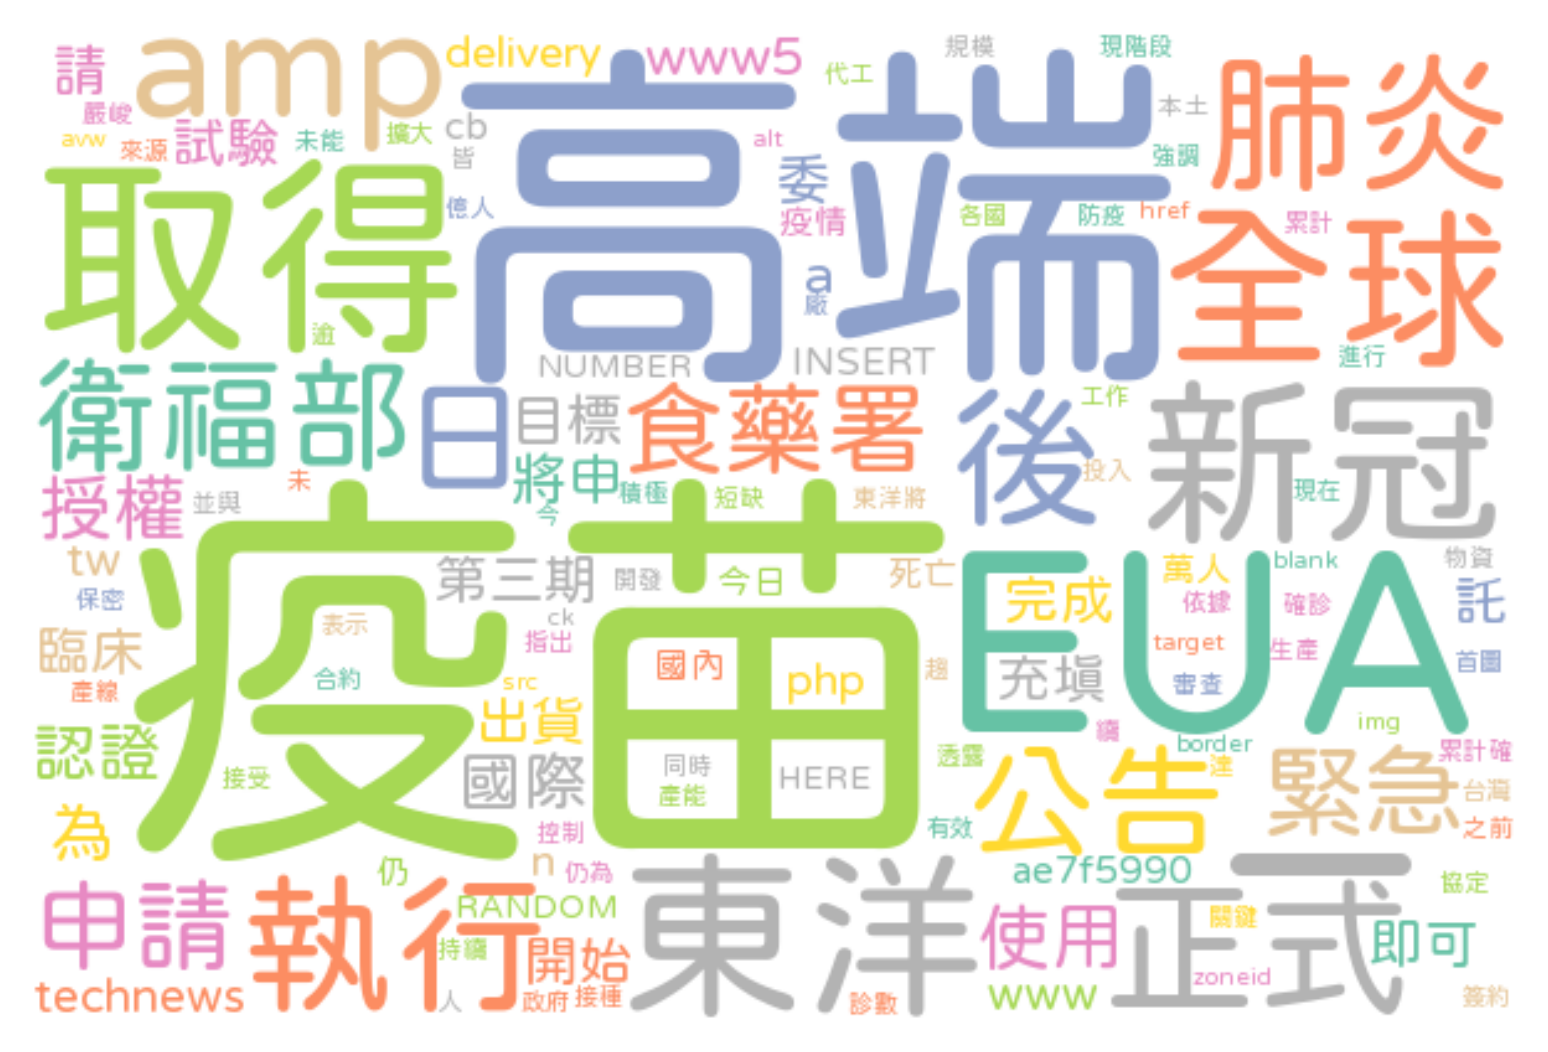 請
amp
delivery
www5
規模
現階段
代工
肺炎
嚴峻
avw
來源
試驗
未能
擴大
cb
皆
alt
高端
委
本土
強調
取得
億人
疫情
各國
防疫
href
累計
全球
a
廠
逾
NUMBER
INSERT
進行
衛福部
日
目標
食藥署
後
工作
新冠
將申
積極
投入
現在
授權
並與
未
今
短缺
東洋將
疫苗
tw
保密
第三期
開發
今日
死亡
EUA
完成
萬人
blank
物資
依據
確診
託
臨床
表示
ck
指出
國內
php
趨
充填
target
生產
審查
首圖
產線
合約
src
出貨
img
認證
接受
國際
同時
產能
HERE
透露
續
border
公告
達
緊急
累計確
台灣
之前
為
控制
有效
仍
n
仍為
東洋
ae7f5990
正式
協定
申請
執行
RANDOM
持續
開始
使用
關鍵
即可
technews
人
政府
接種
診數
www
zoneid
簽約